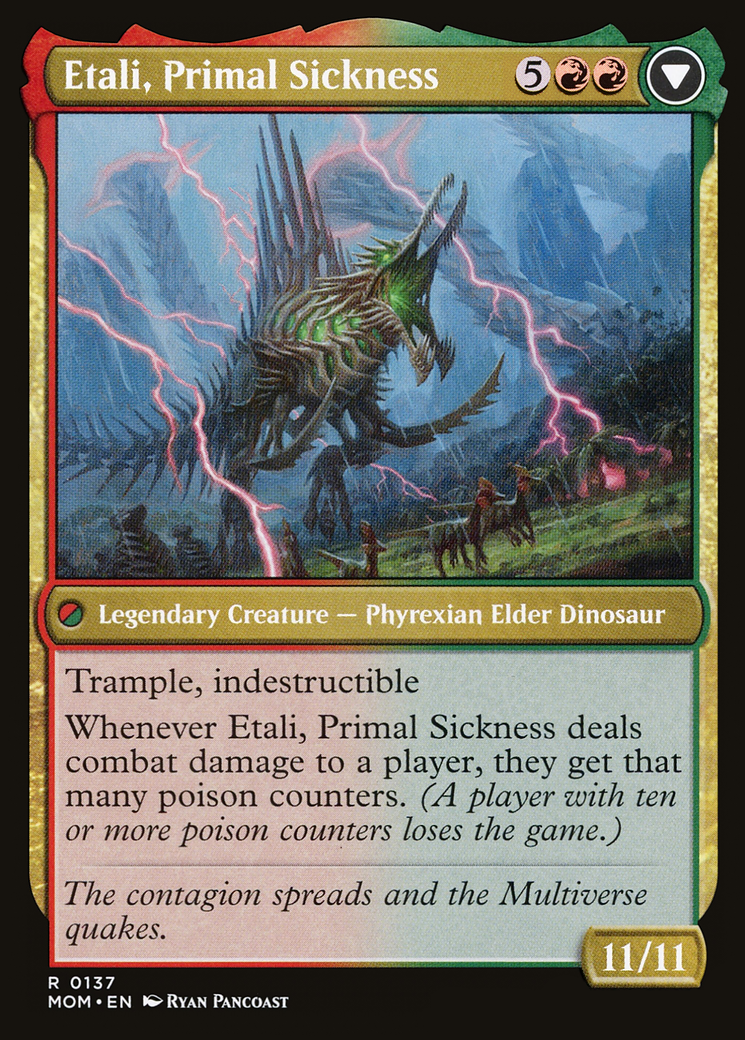 Etali, Primal Sickness 5
Legendary Creature — Phyrexian Elder Dinosaur
Trample, indestructible
Whenever Etali, Primal Sickness deals
combat damage to a player, they get that
many poison counters. (A player with ten
or more poison counters loses the game.)
The contagion spreads and the Multiverse
quakes.
11/11
R 0137
MOM • EN Ryan Pancoast